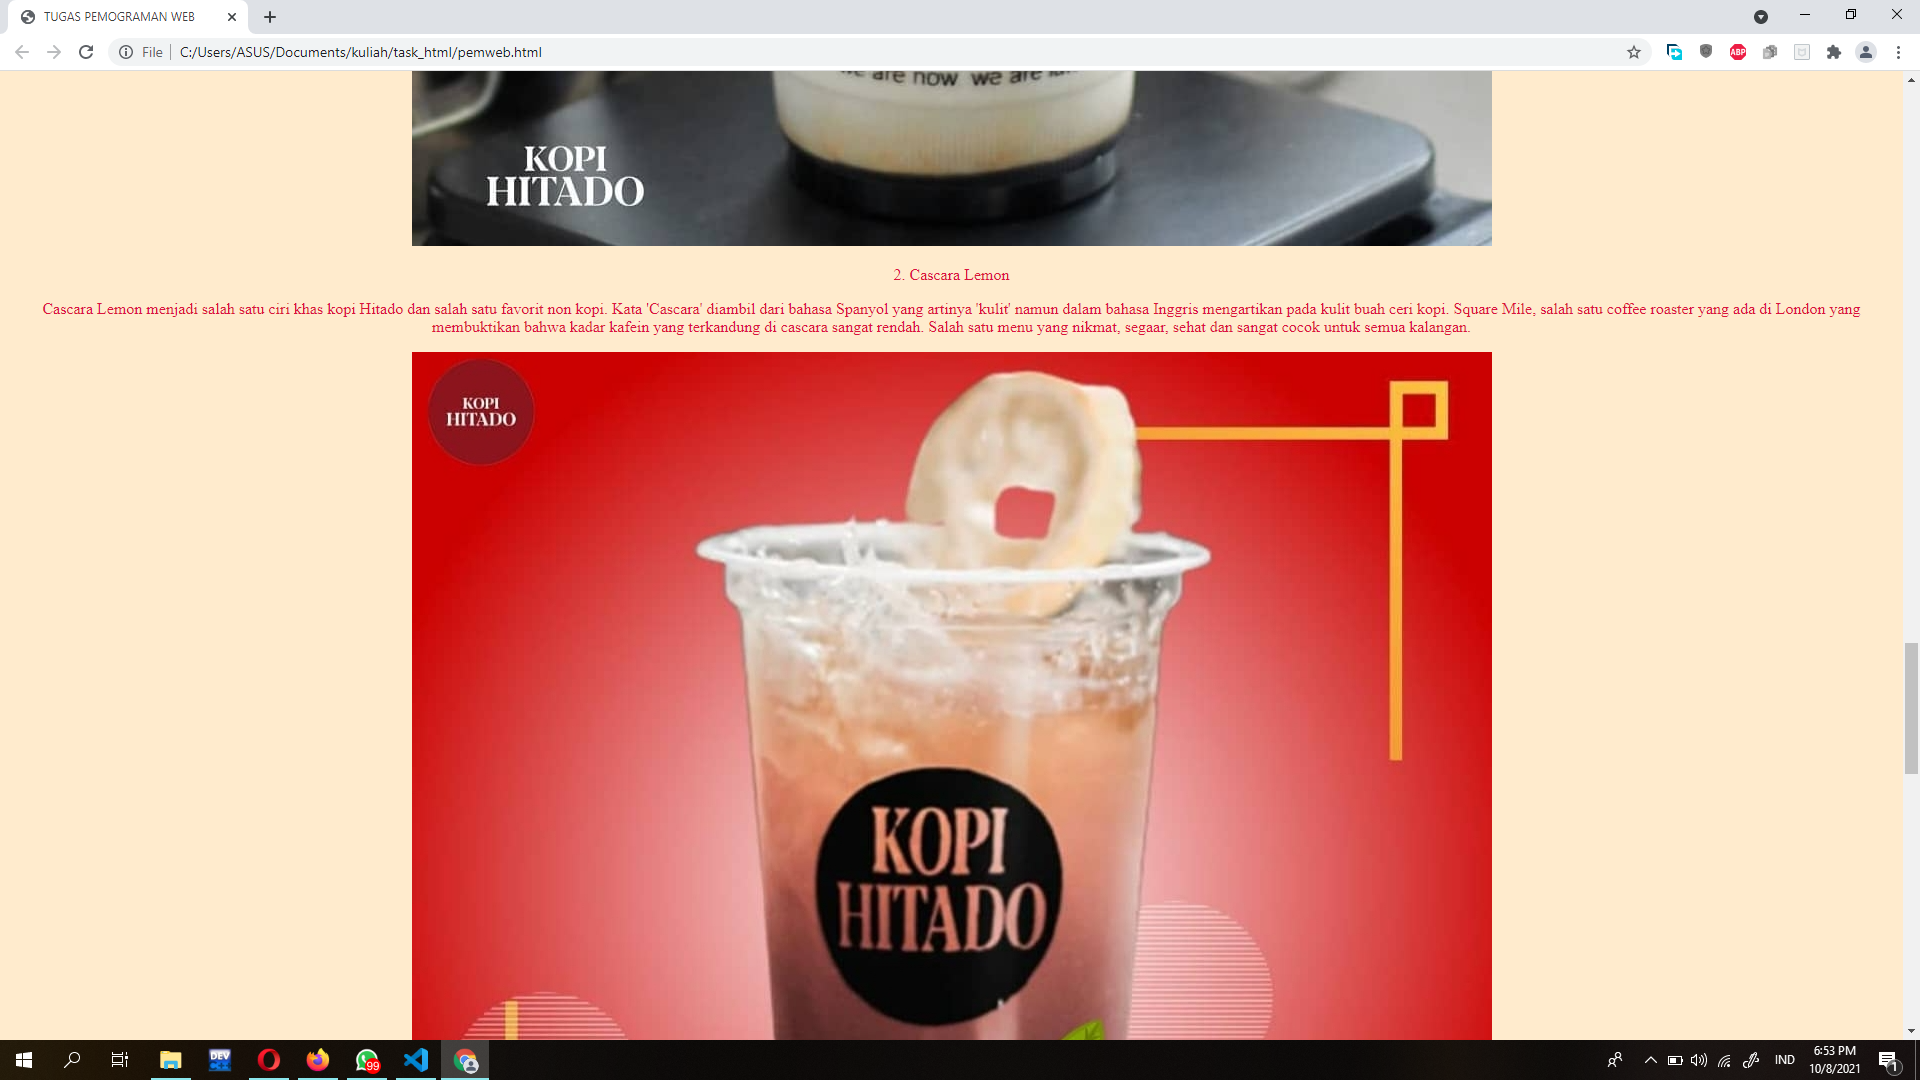 TUGAS PEMOGRAMAN WEB
File
C:/Users/ASUS/Documents/kuliah/task_html/pemweb.html
ABP
are now we are
KOPI
HITADO
2. Cascara Lemon
Cascara Lemon menjadi salah satu ciri khas kopi Hitado dan salah satu favorit non kopi. Kata 'Cascara' diambil dari bahasa Spanyol yang artinya 'kulit' namun dalam bahasa Inggris mengartikan pada kulit buah ceri kopi. Square Mile, salah satu coffee roaster yang ada di London yang
membuktikan bahwa kadar kafein yang terkandung di cascara sangat rendah. Salah satu menu yang nikmat, segaar, sehat dan sangat cocok untuk semua kalangan.
KOPI
HITADO
KOPI
HITADO
DEV
99
IND
6:53 PM
10/8/2021
1